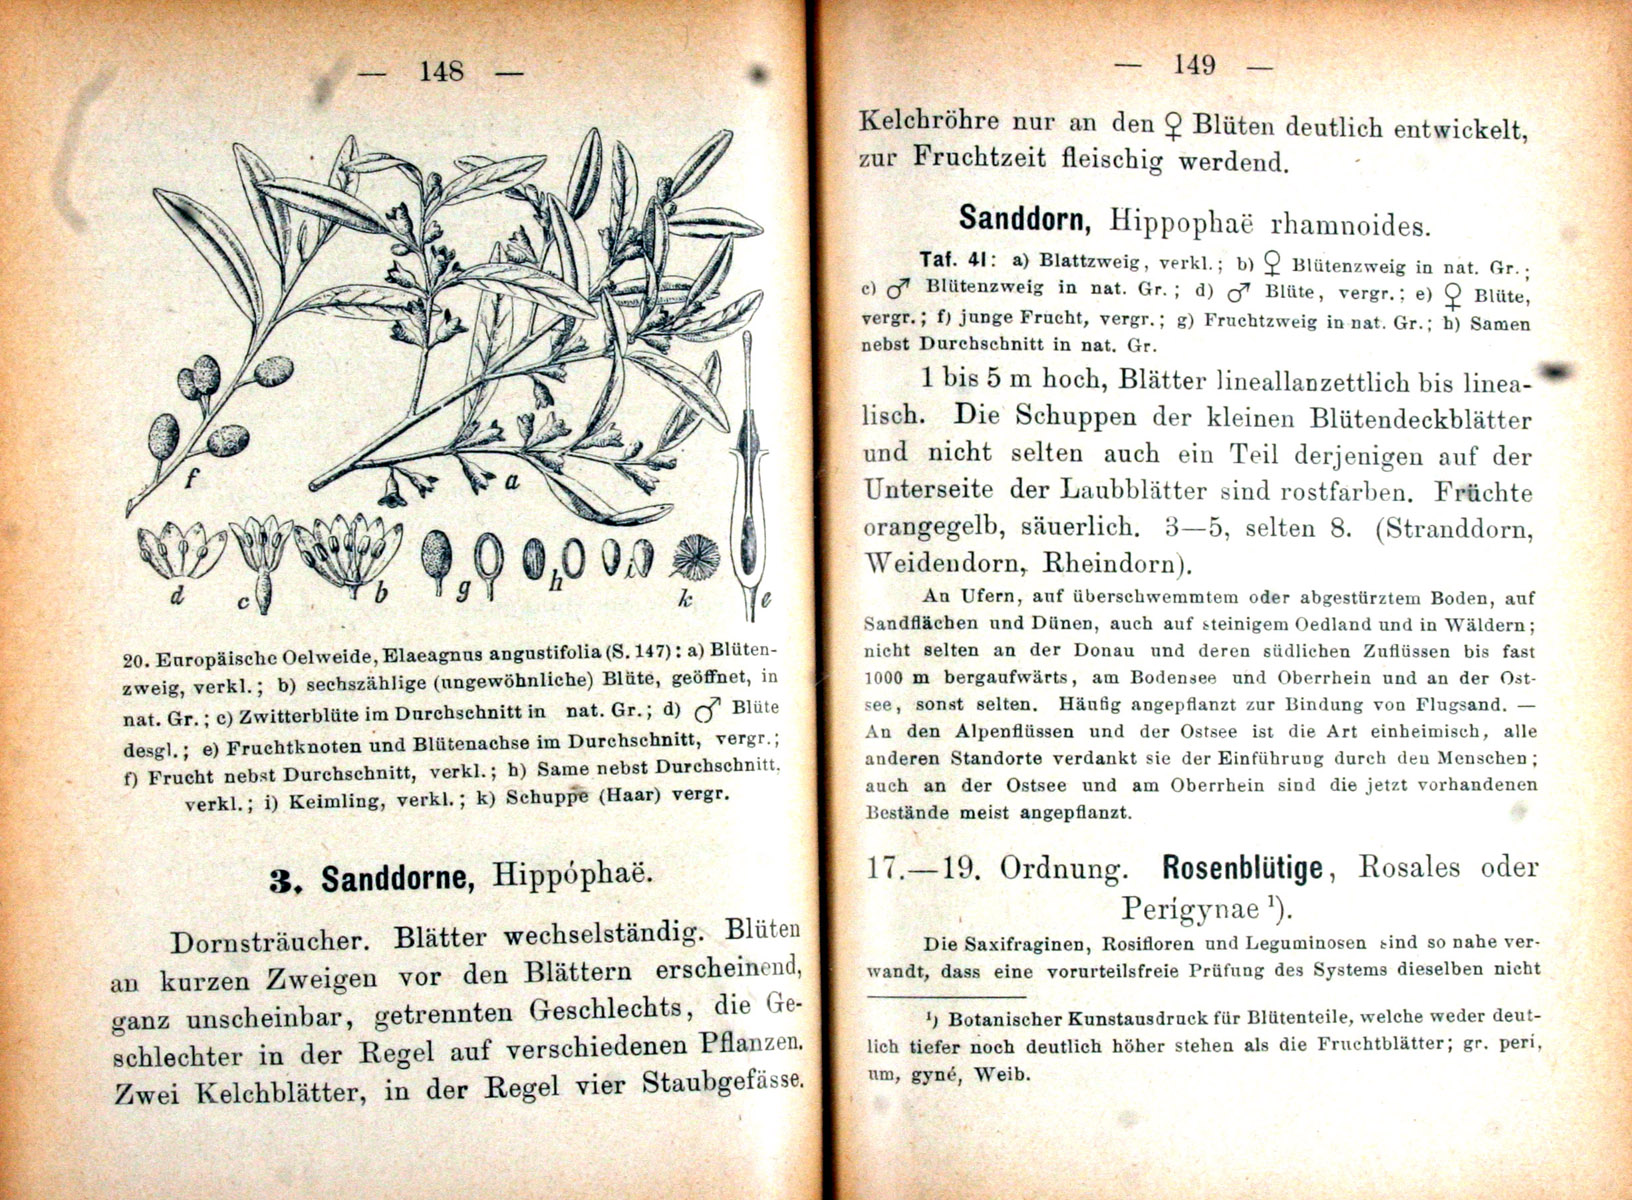 — 148 —
f
a
d
c
b
g
h
i
k
e
20. Europäische Oelweide, Elaeagnus angustifolia (S. 147): a) Blüten-
zweig, verkl.; b) sechszählige (ungewöhnliche) Blüte, geöffnet, in
nat. Gr.; c) Zwitterblüte im Durchschnitt in nat. Gr.; d) ♂ Blüte
desgl.; e) Fruchtknoten und Blütenachse im Durchschnitt, vergr.;
f) Frucht nebst Durchschnitt, verkl.; h) Same nebst Durchschnitt,
verkl.; i) Keimling, verkl.; k) Schuppe (Haar) vergr.
3. Sanddorne, Hippóphaë.
Dornsträucher. Blätter wechselständig. Blüten
an kurzen Zweigen vor den Blättern erscheinend,
ganz unscheinbar, getrennten Geschlechts, die Ge-
schlechter in der Regel auf verschiedenen Pflanzen.
Zwei Kelchblätter, in der Regel vier Staubgefässe.
— 149 —
Kelchröhre nur an den ♀ Blüten deutlich entwickelt,
zur Fruchtzeit fleischig werdend.
Sanddorn, Hippophaë rhamnoides.
Taf. 41: a) Blattzweig, verkl.; b) ♀ Blütenzweig in nat. Gr.;
c) ♂ Blütenzweig in nat. Gr.; d) ♂ Blüte, vergr.; e) ♀ Blüte,
vergr.; f) junge Frucht, vergr.; g) Fruchtzweig in nat. Gr.; h) Samen
nebst Durchschnitt in nat. Gr.
1 bis 5 m hoch, Blätter lineallanzettlich bis linea-
lisch. Die Schuppen der kleinen Blütendeckblätter
und nicht selten auch ein Teil derjenigen auf der
Unterseite der Laubblätter sind rostfarben. Früchte
orangegelb, säuerlich. 3—5, selten 8. (Stranddorn,
Weidendorn, Rheindorn).
An Ufern, auf überschwemmtem oder abgestürztem Boden, auf
Sandflächen und Dünen, auch auf steinigem Oedland und in Wäldern;
nicht selten an der Donau und deren südlichen Zuflüssen bis fast
1000 m bergaufwärts, am Bodensee und Oberrhein und an der Ost-
see, sonst selten. Häufig angepflanzt zur Bindung von Flugsand. —
An den Alpenflüssen und der Ostsee ist die Art einheimisch, alle
anderen Standorte verdankt sie der Einführung durch den Menschen;
auch an der Ostsee und am Oberrhein sind die jetzt vorhandenen
Bestände meist angepflanzt.
17.—19. Ordnung. Rosenblütige, Rosales oder
Perígynae ¹).
Die Saxifraginen, Rosifloren und Leguminosen sind so nahe ver-
wandt, dass eine vorurteilsfreie Prüfung des Systems dieselben nicht
¹) Botanischer Kunstausdruck für Blütenteile, welche weder deut-
lich tiefer noch deutlich höher stehen als die Fruchtblätter; gr. peri,
um, gyné, Weib.